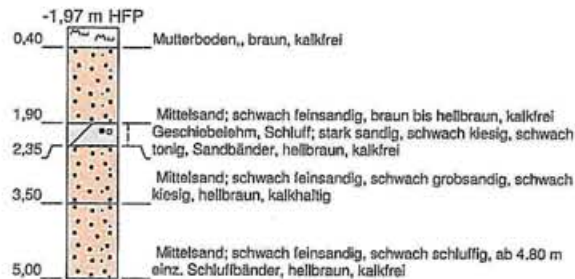 -1,97 m HFP
0,40 Mutterboden,, braun, kalkfrei
1,90 Mittelsand; schwach feinsandig, braun bis hellbraun, kalkfrei
Geschiebelehm, Schluff; stark sandig, schwach kiesig, schwach
2,35 tonig, Sandbänder, hellbraun, kalkfrei
Mittelsand; schwach feinsandig, schwach grobsandig, schwach
3,50 kiesig, hellbraun, kalkhaltig
Mittelsand; schwach feinsandig, schwach schluffig, ab 4.80 m
5,00 einz. Schluffbänder, hellbraun, kalkfrei